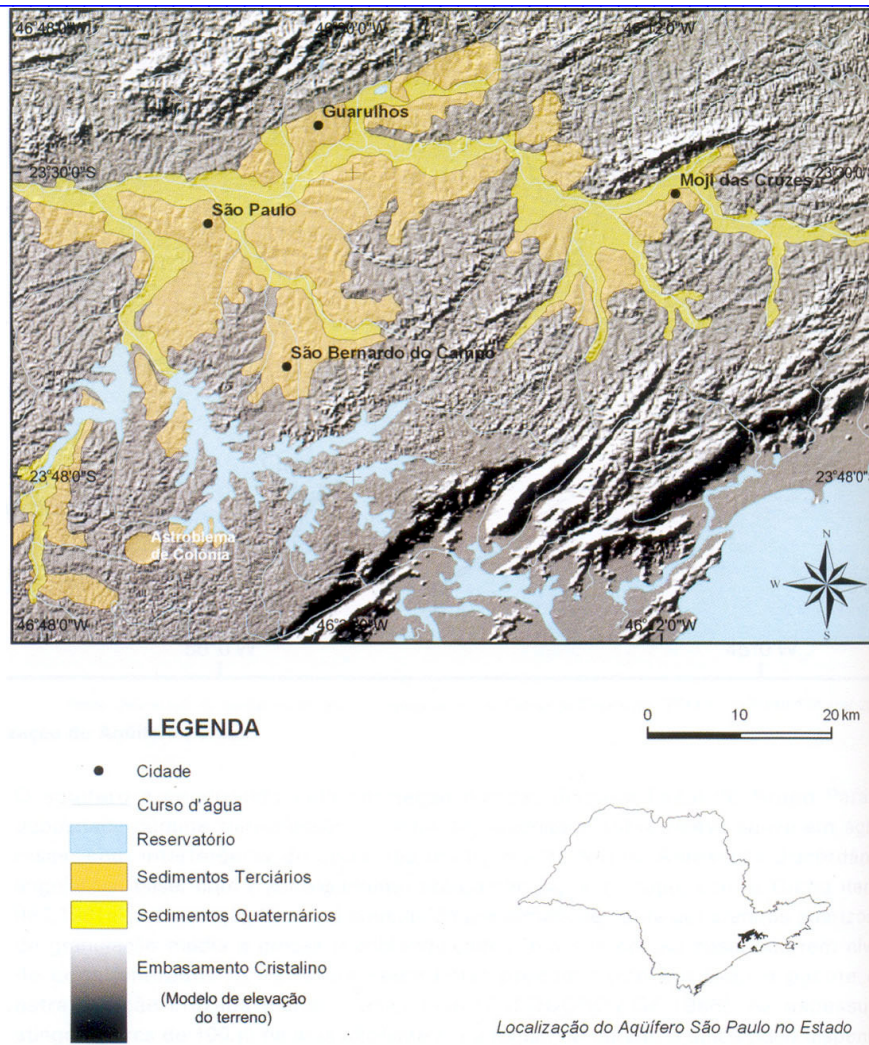 46°48'0"W
46°12'0"W
Guarulhos
23°30'0"S
23°30'0"S
Moji das Cruzes
São Paulo
São Bernardo do Campo
23°48'0"S
23°48'0"S
Astroblema
de Colônia
N
W
S
46°48'0"W
46°12'0"W
LEGENDA
0 10 20 km
Cidade
Curso d'água
Reservatório
Sedimentos Terciários
Sedimentos Quaternários
Embasamento Cristalino
(Modelo de elevação
do terreno)
Localização do Aqüífero São Paulo no Estado